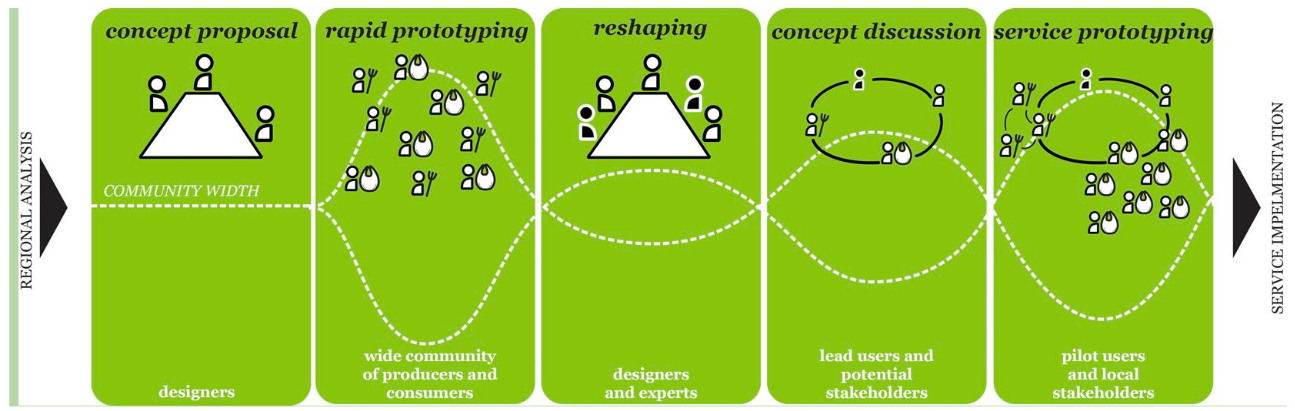 REGIONAL ANALYSIS
concept proposal
COMMUNITY WIDTH
designers
rapid prototyping
wide community
of producers and
consumers
reshaping
designers
and experts
concept discussion
lead users and
potential
stakeholders
service prototyping
pilot users
and local
stakeholders
SERVICE IMPELMENTATION